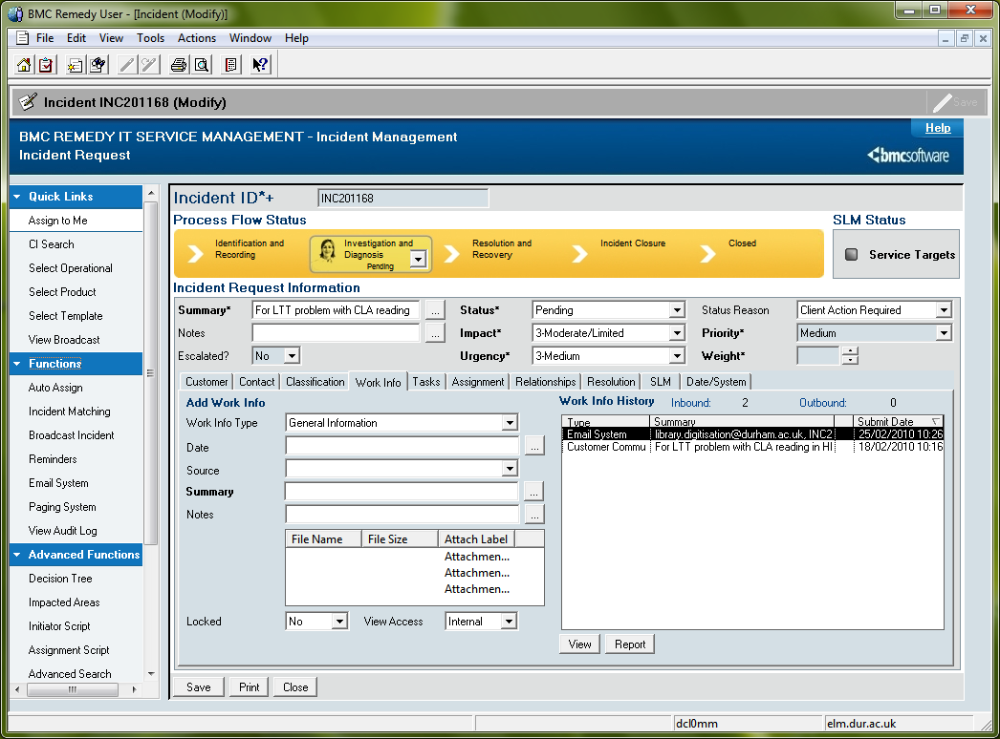 BMC Remedy User - [Incident (Modify)]
File Edit View Tools Actions Window Help
Incident INC201168 (Modify)
Save
BMC REMEDY IT SERVICE MANAGEMENT - Incident Management
Incident Request
Help
bmcsoftware
Quick Links
Assign to Me
CI Search
Select Operational
Select Product
Select Template
View Broadcast
Functions
Auto Assign
Incident Matching
Broadcast Incident
Reminders
Email System
Paging System
View Audit Log
Advanced Functions
Decision Tree
Impacted Areas
Initiator Script
Assignment Script
Advanced Search
Incident ID*+ INC201168
Process Flow Status
Identification and
Recording
Investigation and
Diagnosis
Pending
Resolution and
Recovery
Incident Closure
Closed
SLM Status
Service Targets
Incident Request Information
Summary* For LTT problem with CLA reading ... Status* Pending Status Reason Client Action Required
Notes ... Impact* 3-Moderate/Limited Priority* Medium
Escalated? No Urgency* 3-Medium Weight*
Customer Contact Classification Work Info Tasks Assignment Relationships Resolution SLM Date/System
Add Work Info
Work Info Type General Information
Date ...
Source
Summary ...
Notes ...
File Name File Size Attach Label
Attachmen...
Attachmen...
Attachmen...
Locked No View Access Internal
Work Info History Inbound: 2 Outbound: 0
Type Summary Submit Date
Email System library.digitisation@durham.ac.uk, INC2 25/02/2010 10:26
Customer Commu For LTT problem with CLA reading in HI 18/02/2010 10:16
View Report
Save Print Close
dcl0mm elm.dur.ac.uk